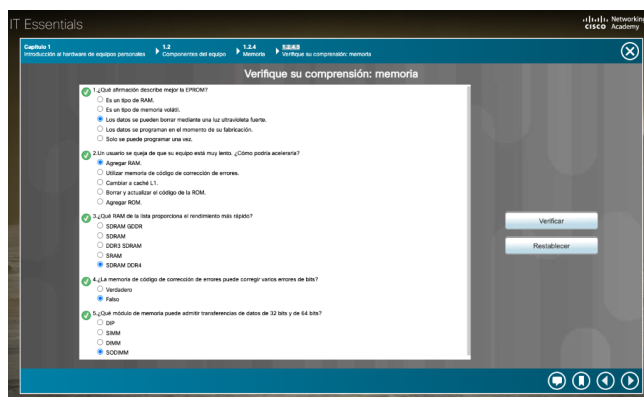 IT Essentials
Networking
CISCO Academy
Capítulo 1
Introducción al hardware de equipos personales
1.2
Componentes del equipo
1.2.4
Memoria
Verifique su comprensión: memoria
Verifique su comprensión: memoria
1.¿Qué afirmación describe mejor la EPROM?
Es un tipo de RAM.
Es un tipo de memoria volátil.
Los datos se pueden borrar mediante una luz ultravioleta fuerte.
Los datos se programan en el momento de su fabricación.
Solo se puede programar una vez.
2.Un usuario se queja de que su equipo está muy lento. ¿Cómo podría acelerarla?
Agregar RAM.
Utilizar memoria de código de corrección de errores.
Cambiar a caché L1.
Borrar y actualizar el código de la ROM.
Agregar ROM.
3.¿Qué RAM de la lista proporciona el rendimiento más rápido?
SDRAM GDDR
SDRAM
DDR3 SDRAM
SRAM
SDRAM DDR4
4.¿La memoria de código de corrección de errores puede corregir varios errores de bits?
Verdadero
Falso
5.¿Qué módulo de memoria puede admitir transferencias de datos de 32 bits y de 64 bits?
DIP
SIMM
DIMM
SODIMM
Verificar
Restablecer